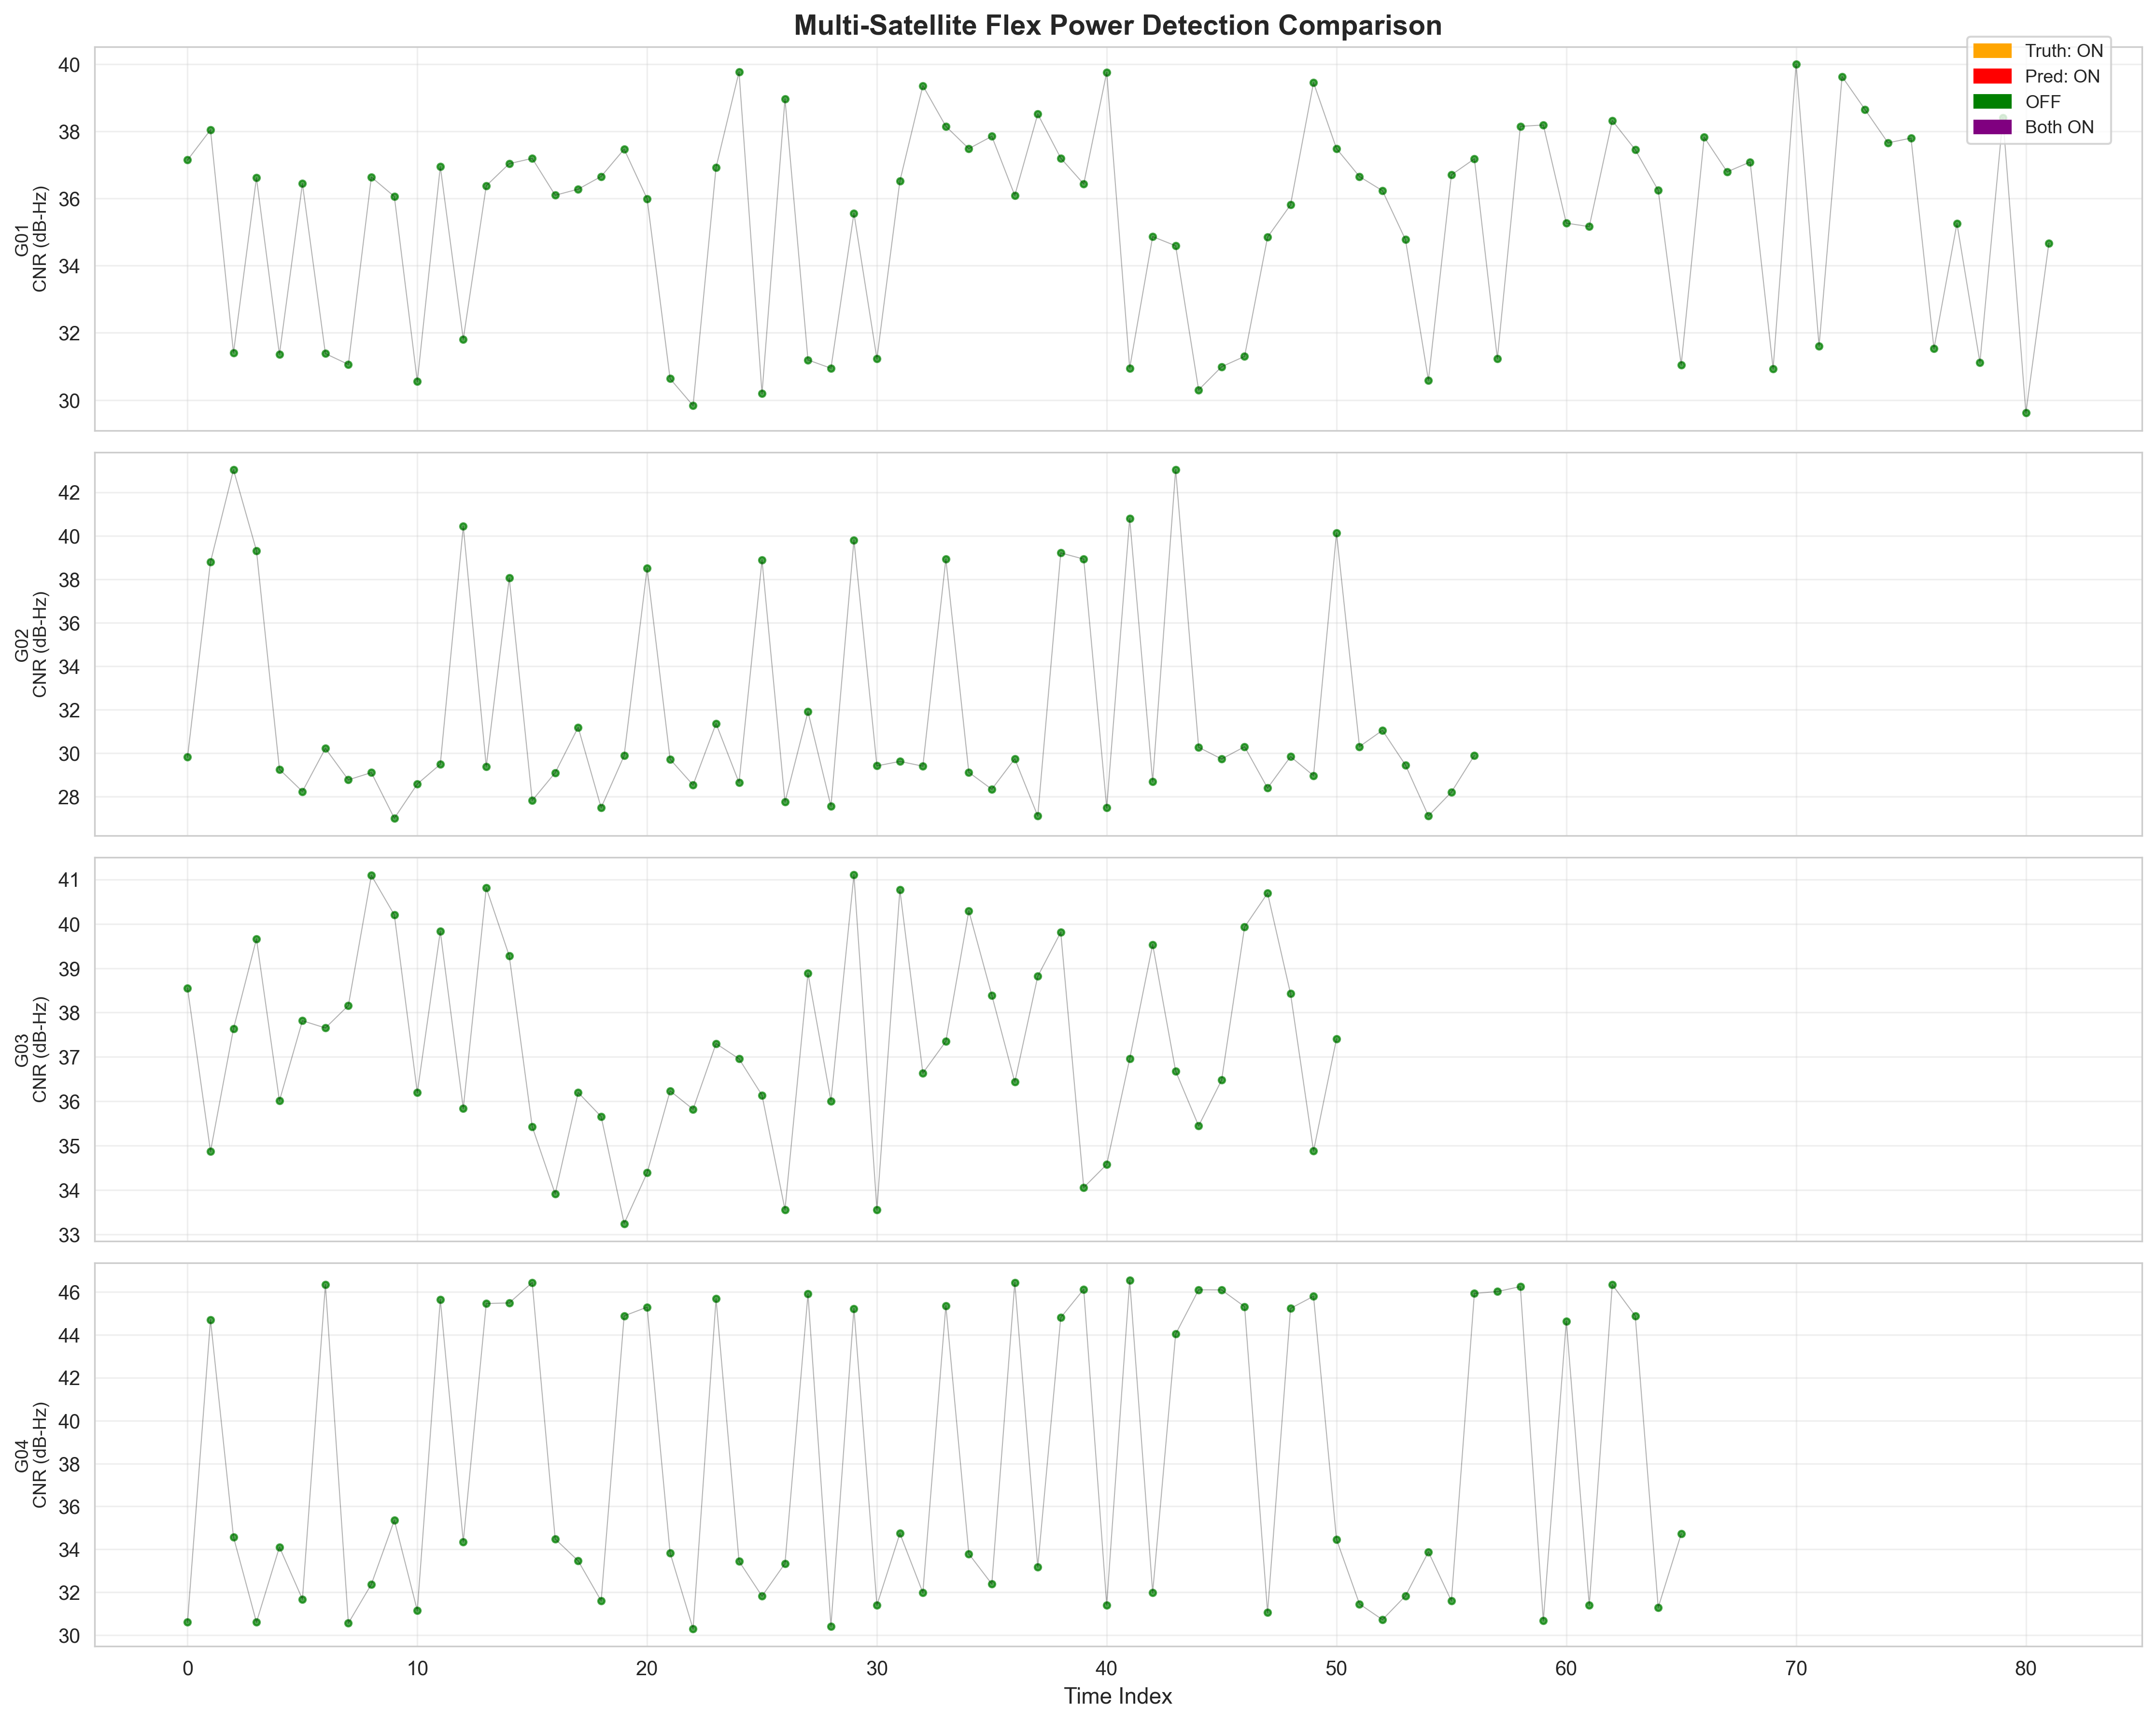 Multi-Satellite Flex Power Detection Comparison
Truth: ON
Pred: ON
OFF
Both ON
G01
CNR (dB-Hz)
40
38
36
34
32
30
G02
CNR (dB-Hz)
42
40
38
36
34
32
30
28
G03
CNR (dB-Hz)
41
40
39
38
37
36
35
34
33
G04
CNR (dB-Hz)
46
44
42
40
38
36
34
32
30
0 10 20 30 40 50 60 70 80
Time Index